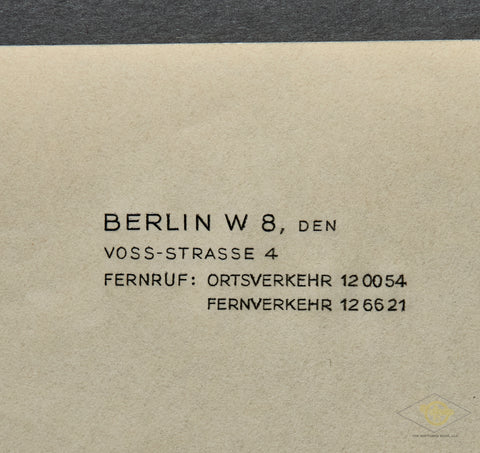 BERLIN W 8, DEN
VOSS-STRASSE 4
FERNRUF: ORTSVERKEHR 12 00 54
FERNVERKEHR 12 66 21